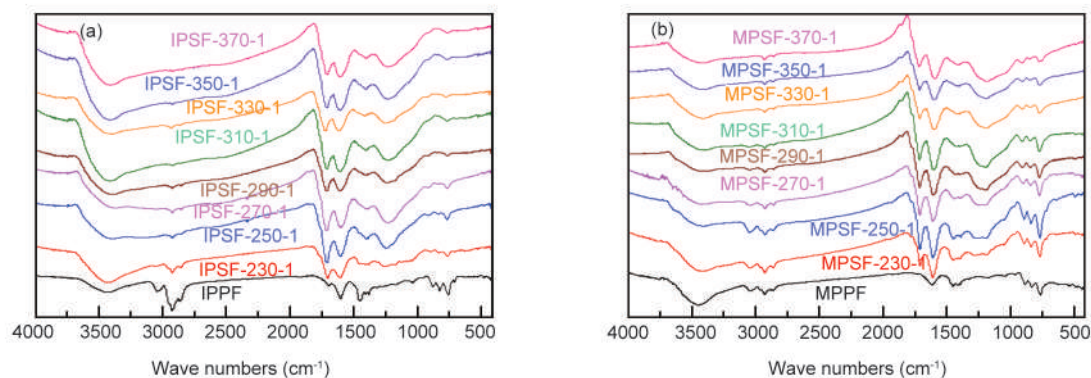 (a)
IPSF-370-1
IPSF-350-1
IPSF-330-1
IPSF-310-1
IPSF-290-1
IPSF-270-1
IPSF-250-1
IPSF-230-1
IPPF
4000 3500 3000 2500 2000 1500 1000 500
Wave numbers (cm⁻¹)
(b)
MPSF-370-1
MPSF-350-1
MPSF-330-1
MPSF-310-1
MPSF-290-1
MPSF-270-1
MPSF-250-1
MPSF-230-1
MPPF
4000 3500 3000 2500 2000 1500 1000 500
Wave numbers (cm⁻¹)